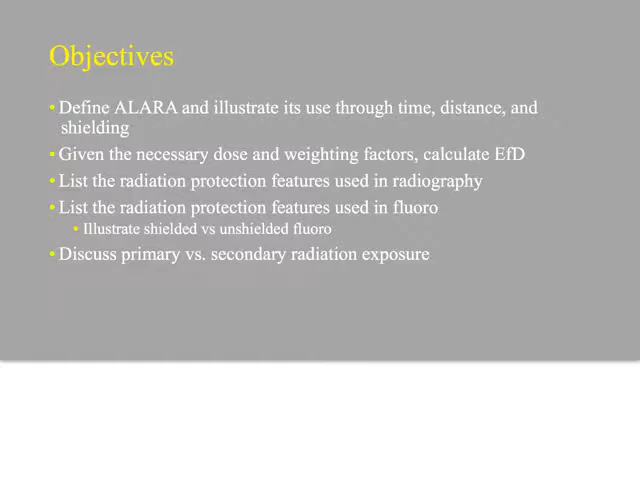 Objectives
• Define ALARA and illustrate its use through time, distance, and
shielding
• Given the necessary dose and weighting factors, calculate EfD
• List the radiation protection features used in radiography
• List the radiation protection features used in fluoro
• Illustrate shielded vs unshielded fluoro
• Discuss primary vs. secondary radiation exposure